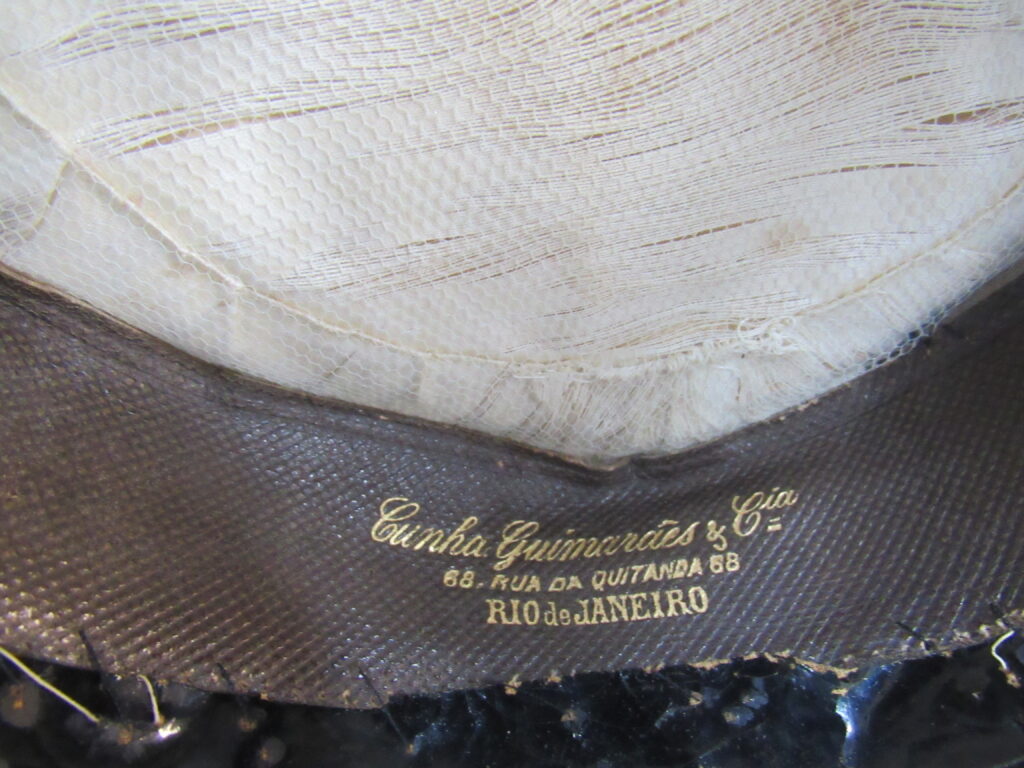 Cunha Guimarães & Cia
68. RUA DA QUITANDA 68
RIO de JANEIRO